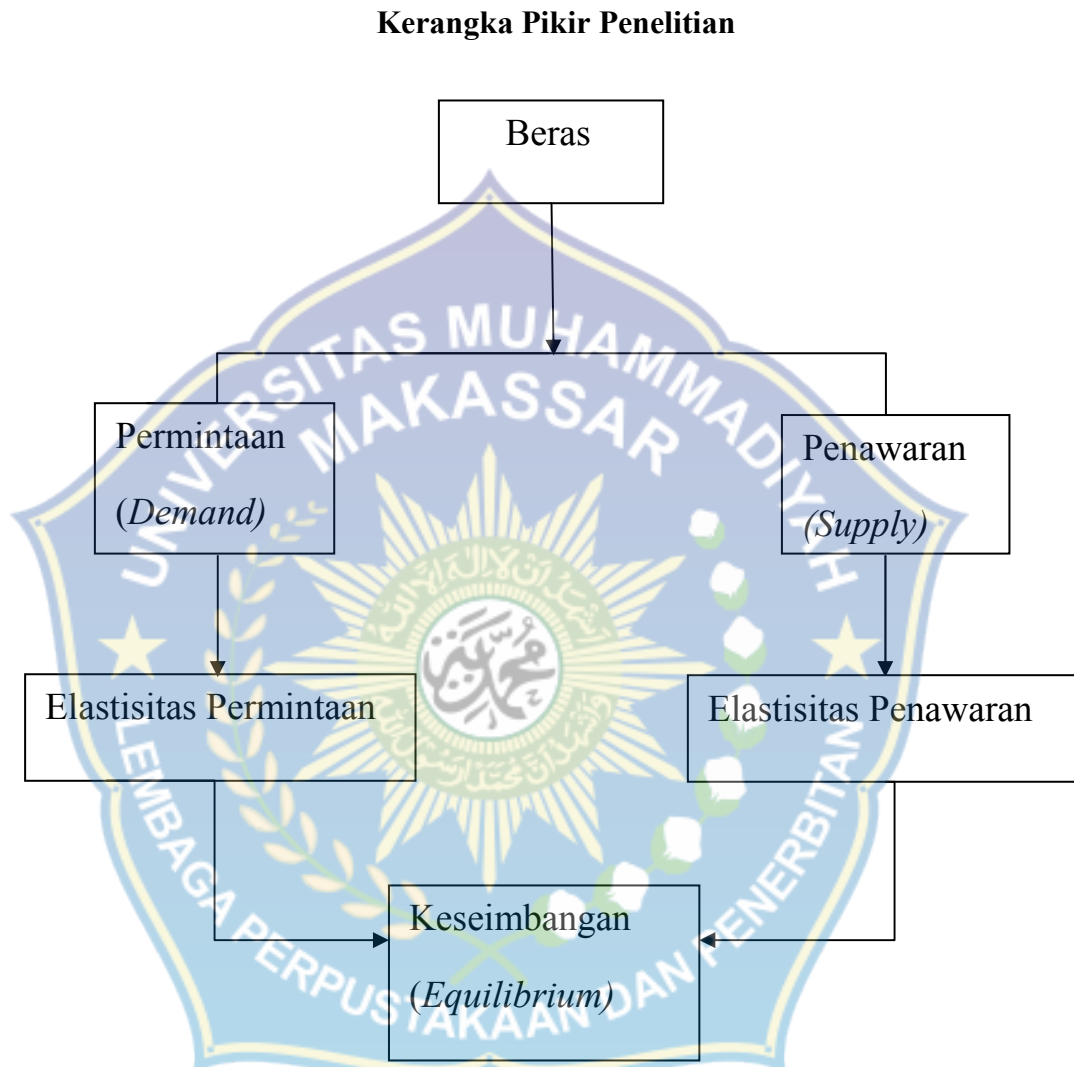 Kerangka Pikir Penelitian
Beras
UNIVERSITAS MUHAMMADIYAH
MAKASSAR
Permintaan
(Demand)
Penawaran
(Supply)
Elastisitas Permintaan
Elastisitas Penawaran
Keseimbangan
(Equilibrium)
LEMBAGA PERPUSTAKAAN DAN PENERBITAN